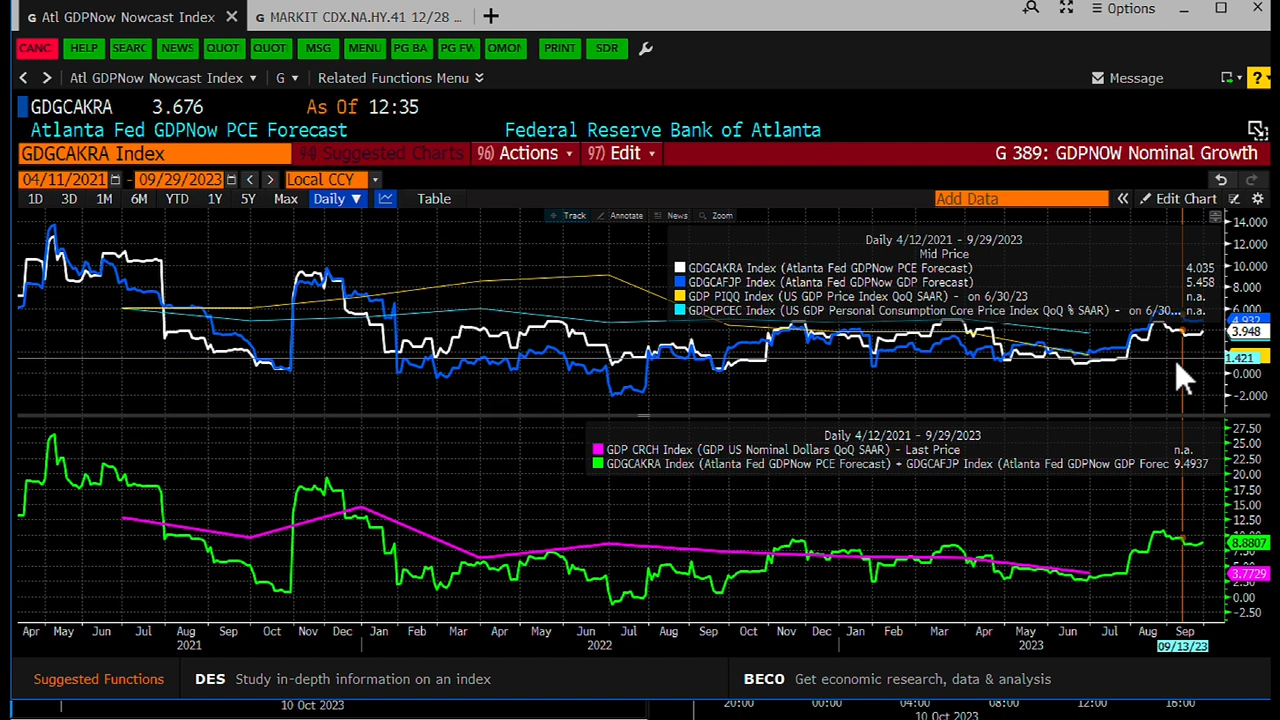 G Atl GDPNow Nowcast Index × G MARKIT CDX.NA.HY.41 12/28 ... +
Options
CANC HELP SEARC NEWS QUOT QUOT MSG MENU PG BA PG FW OMON PRINT SDR
Atl GDPNow Nowcast Index G Related Functions Menu Message ?
GDGCAKRA 3.676 As Of 12:35
Atlanta Fed GDPNow PCE Forecast Federal Reserve Bank of Atlanta
GDGCAKRA Index 94) Suggested Charts 96) Actions 97) Edit G 389: GDPNOW Nominal Growth
04/11/2021 - 09/29/2023 Local CCY
1D 3D 1M 6M YTD 1Y 5Y Max Daily ▼ Table Add Data « Edit Chart
Track Annotate News Zoom
14.000
Daily 4/12/2021 - 9/29/2023
12.000
Mid Price
GDGCAKRA Index (Atlanta Fed GDPNow PCE Forecast) 4.035
10.000
GDGCAFJP Index (Atlanta Fed GDPNow GDP Forecast) 5.458
8.000
GDP PIQQ Index (US GDP Price Index QoQ SAAR) - on 6/30/23 n.a.
GDPCPCEC Index (US GDP Personal Consumption Core Price Index QoQ % SAAR) - on 6/30... n.a.
6.000
3.948
1.421
0.000
-2.000
27.50
Daily 4/12/2021 - 9/29/2023
25.00
GDP CRCH Index (GDP US Nominal Dollars QoQ SAAR) - Last Price n.a.
22.50
GDGCAKRA Index (Atlanta Fed GDPNow PCE Forecast) + GDGCAFJP Index (Atlanta Fed GDPNow GDP Forec 9.4937
20.00
17.50
15.00
12.50
3.7729
0.00
-2.50
Apr May Jun Jul Aug Sep Oct Nov Dec Jan Feb Mar Apr May Jun Jul Aug Sep Oct Nov Dec Jan Feb Mar Apr May Jun Jul Aug Sep
2021 2022 2023 09/13/23
Suggested Functions DES Study in-depth information on an index BECO Get economic research, data & analysis
10 Oct 2023 20:00 00:00 04:00 08:00 12:00 16:00
10 Oct 2023